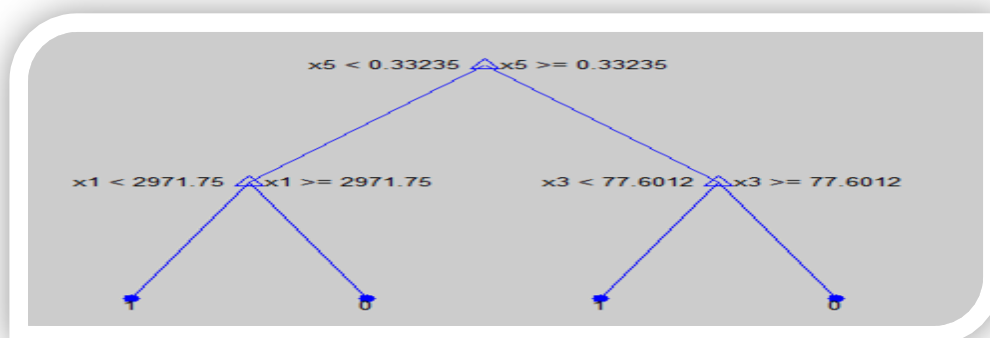 x5 < 0.33235 x5 >= 0.33235
x1 < 2971.75 x1 >= 2971.75 x3 < 77.6012 x3 >= 77.6012
1 0 1 0